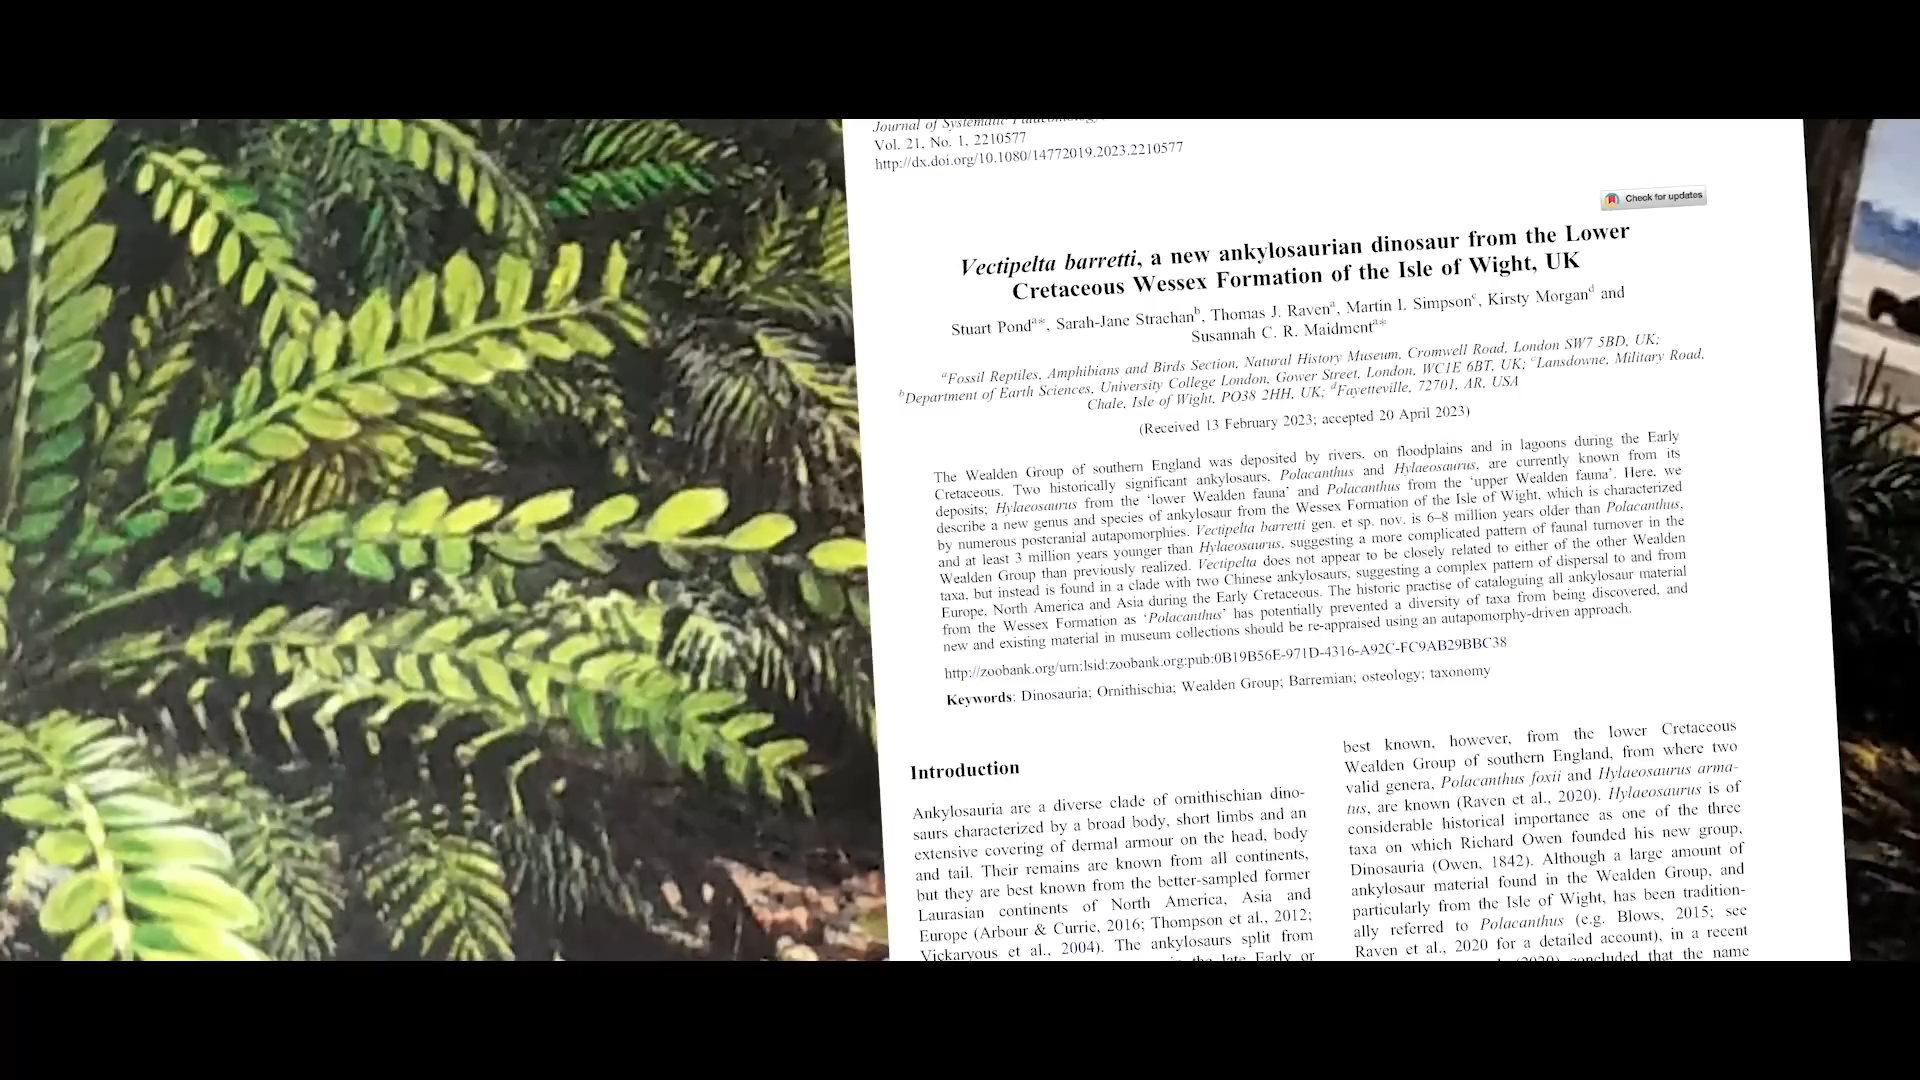 Journal of Systematic Palaeontology
Vol. 21, No. 1, 2210577
http://dx.doi.org/10.1080/14772019.2023.2210577
Check for updates
Vectipelta barretti, a new ankylosaurian dinosaur from the Lower
Cretaceous Wessex Formation of the Isle of Wight, UK
Stuart Pondᵃ*, Sarah-Jane Strachanᵇ, Thomas J. Ravenᵃ, Martin I. Simpsonᶜ, Kirsty Morganᵈ and
Susannah C. R. Maidmentᵃ*
ᵃFossil Reptiles, Amphibians and Birds Section, Natural History Museum, Cromwell Road, London SW7 5BD, UK;
ᵇDepartment of Earth Sciences, University College London, Gower Street, London, WC1E 6BT, UK; ᶜLansdowne, Military Road,
Chale, Isle of Wight, PO38 2HH, UK; ᵈFayetteville, 72701, AR, USA
(Received 13 February 2023; accepted 20 April 2023)
The Wealden Group of southern England was deposited by rivers, on floodplains and in lagoons during the Early
Cretaceous. Two historically significant ankylosaurs, Polacanthus and Hylaeosaurus, are currently known from its
deposits; Hylaeosaurus from the ‘lower Wealden fauna’ and Polacanthus from the ‘upper Wealden fauna’. Here, we
describe a new genus and species of ankylosaur from the Wessex Formation of the Isle of Wight, which is characterized
by numerous postcranial autapomorphies. Vectipelta barretti gen. et sp. nov. is 6–8 million years older than Polacanthus,
and at least 3 million years younger than Hylaeosaurus, suggesting a more complicated pattern of faunal turnover in the
Wealden Group than previously realized. Vectipelta does not appear to be closely related to either of the other Wealden
taxa, but instead is found in a clade with two Chinese ankylosaurs, suggesting a complex pattern of dispersal to and from
Europe, North America and Asia during the Early Cretaceous. The historic practise of cataloguing all ankylosaur material
from the Wessex Formation as ‘Polacanthus’ has potentially prevented a diversity of taxa from being discovered, and
new and existing material in museum collections should be re-appraised using an autapomorphy-driven approach.
http://zoobank.org/urn:lsid:zoobank.org:pub:0B19B56E-971D-4316-A92C-FC9AB29BBC38
Keywords: Dinosauria; Ornithischia; Wealden Group; Barremian; osteology; taxonomy
Introduction
Ankylosauria are a diverse clade of ornithischian dino-
saurs characterized by a broad body, short limbs and an
extensive covering of dermal armour on the head, body
and tail. Their remains are known from all continents,
but they are best known from the better-sampled former
Laurasian continents of North America, Asia and
Europe (Arbour & Currie, 2016; Thompson et al., 2012;
Vickaryous et al., 2004). The ankylosaurs split from
the late Early or
best known, however, from the lower Cretaceous
Wealden Group of southern England, from where two
valid genera, Polacanthus foxii and Hylaeosaurus arma-
tus, are known (Raven et al., 2020). Hylaeosaurus is of
considerable historical importance as one of the three
taxa on which Richard Owen founded his new group,
Dinosauria (Owen, 1842). Although a large amount of
ankylosaur material found in the Wealden Group, and
particularly from the Isle of Wight, has been tradition-
ally referred to Polacanthus (e.g. Blows, 2015; see
Raven et al., 2020 for a detailed account), in a recent
(2020) concluded that the name